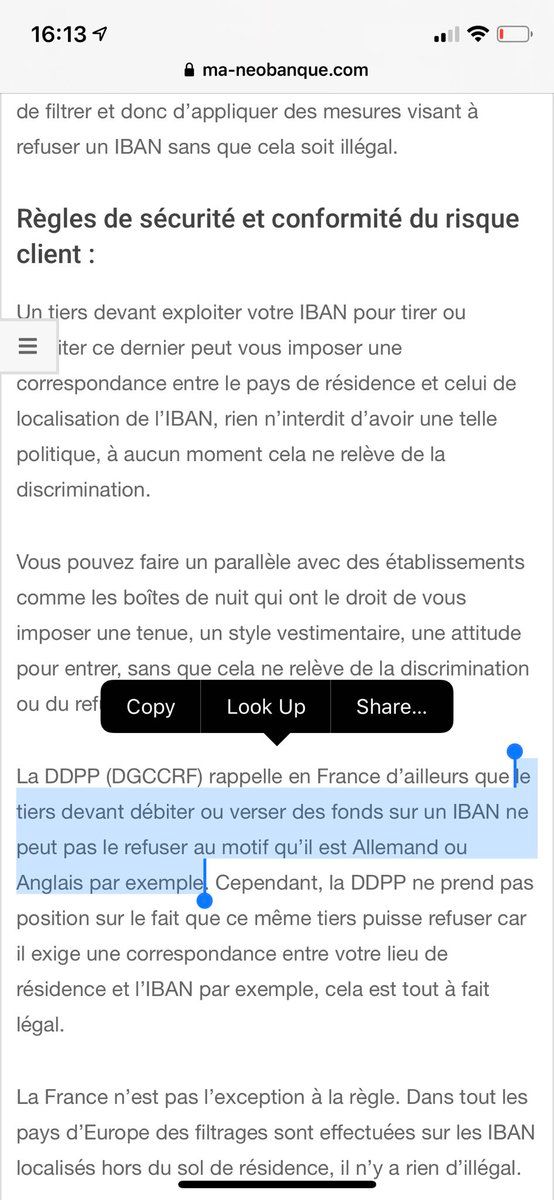 16:13
ma-neobanque.com
de filtrer et donc d’appliquer des mesures visant à
refuser un IBAN sans que cela soit illégal.
Règles de sécurité et conformité du risque
client :
Un tiers devant exploiter votre IBAN pour tirer ou
iter ce dernier peut vous imposer une
correspondance entre le pays de résidence et celui de
localisation de l’IBAN, rien n’interdit d’avoir une telle
politique, à aucun moment cela ne relève de la
discrimination.
Vous pouvez faire un parallèle avec des établissements
comme les boîtes de nuit qui ont le droit de vous
imposer une tenue, un style vestimentaire, une attitude
pour entrer, sans que cela ne relève de la discrimination
ou du ref
Copy Look Up Share...
La DDPP (DGCCRF) rappelle en France d’ailleurs que le
tiers devant débiter ou verser des fonds sur un IBAN ne
peut pas le refuser au motif qu’il est Allemand ou
Anglais par exemple. Cependant, la DDPP ne prend pas
position sur le fait que ce même tiers puisse refuser car
il exige une correspondance entre votre lieu de
résidence et l’IBAN par exemple, cela est tout à fait
légal.
La France n’est pas l’exception à la règle. Dans tout les
pays d’Europe des filtrages sont effectuées sur les IBAN
localisés hors du sol de résidence, il n’y a rien d’illégal.